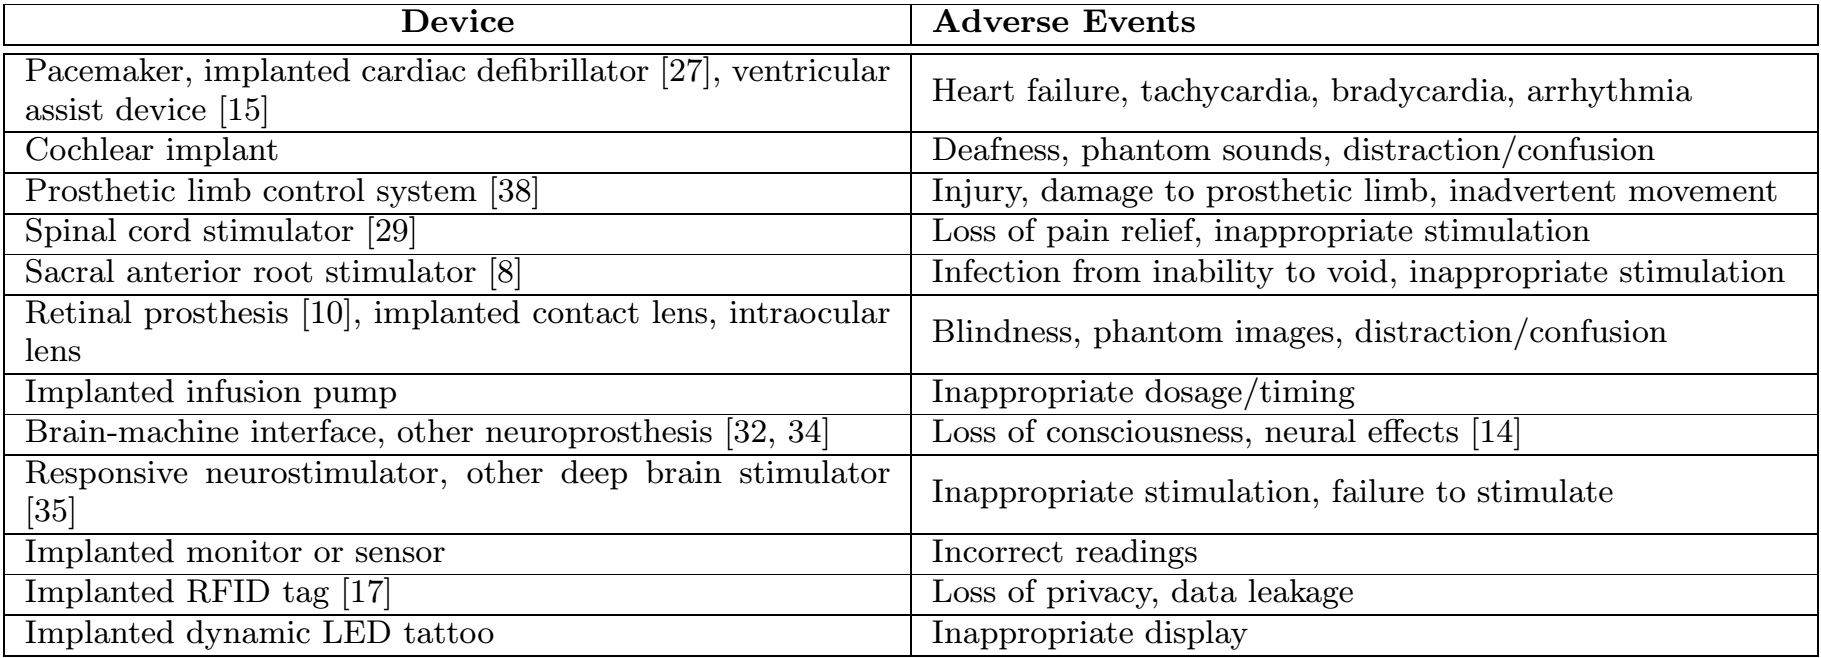 Device Adverse Events
Pacemaker, implanted cardiac defibrillator [27], ventricular
assist device [15]
Heart failure, tachycardia, bradycardia, arrhythmia
Cochlear implant Deafness, phantom sounds, distraction/confusion
Prosthetic limb control system [38] Injury, damage to prosthetic limb, inadvertent movement
Spinal cord stimulator [29] Loss of pain relief, inappropriate stimulation
Sacral anterior root stimulator [8] Infection from inability to void, inappropriate stimulation
Retinal prosthesis [10], implanted contact lens, intraocular
lens
Blindness, phantom images, distraction/confusion
Implanted infusion pump Inappropriate dosage/timing
Brain-machine interface, other neuroprosthesis [32, 34] Loss of consciousness, neural effects [14]
Responsive neurostimulator, other deep brain stimulator
[35]
Inappropriate stimulation, failure to stimulate
Implanted monitor or sensor Incorrect readings
Implanted RFID tag [17] Loss of privacy, data leakage
Implanted dynamic LED tattoo Inappropriate display